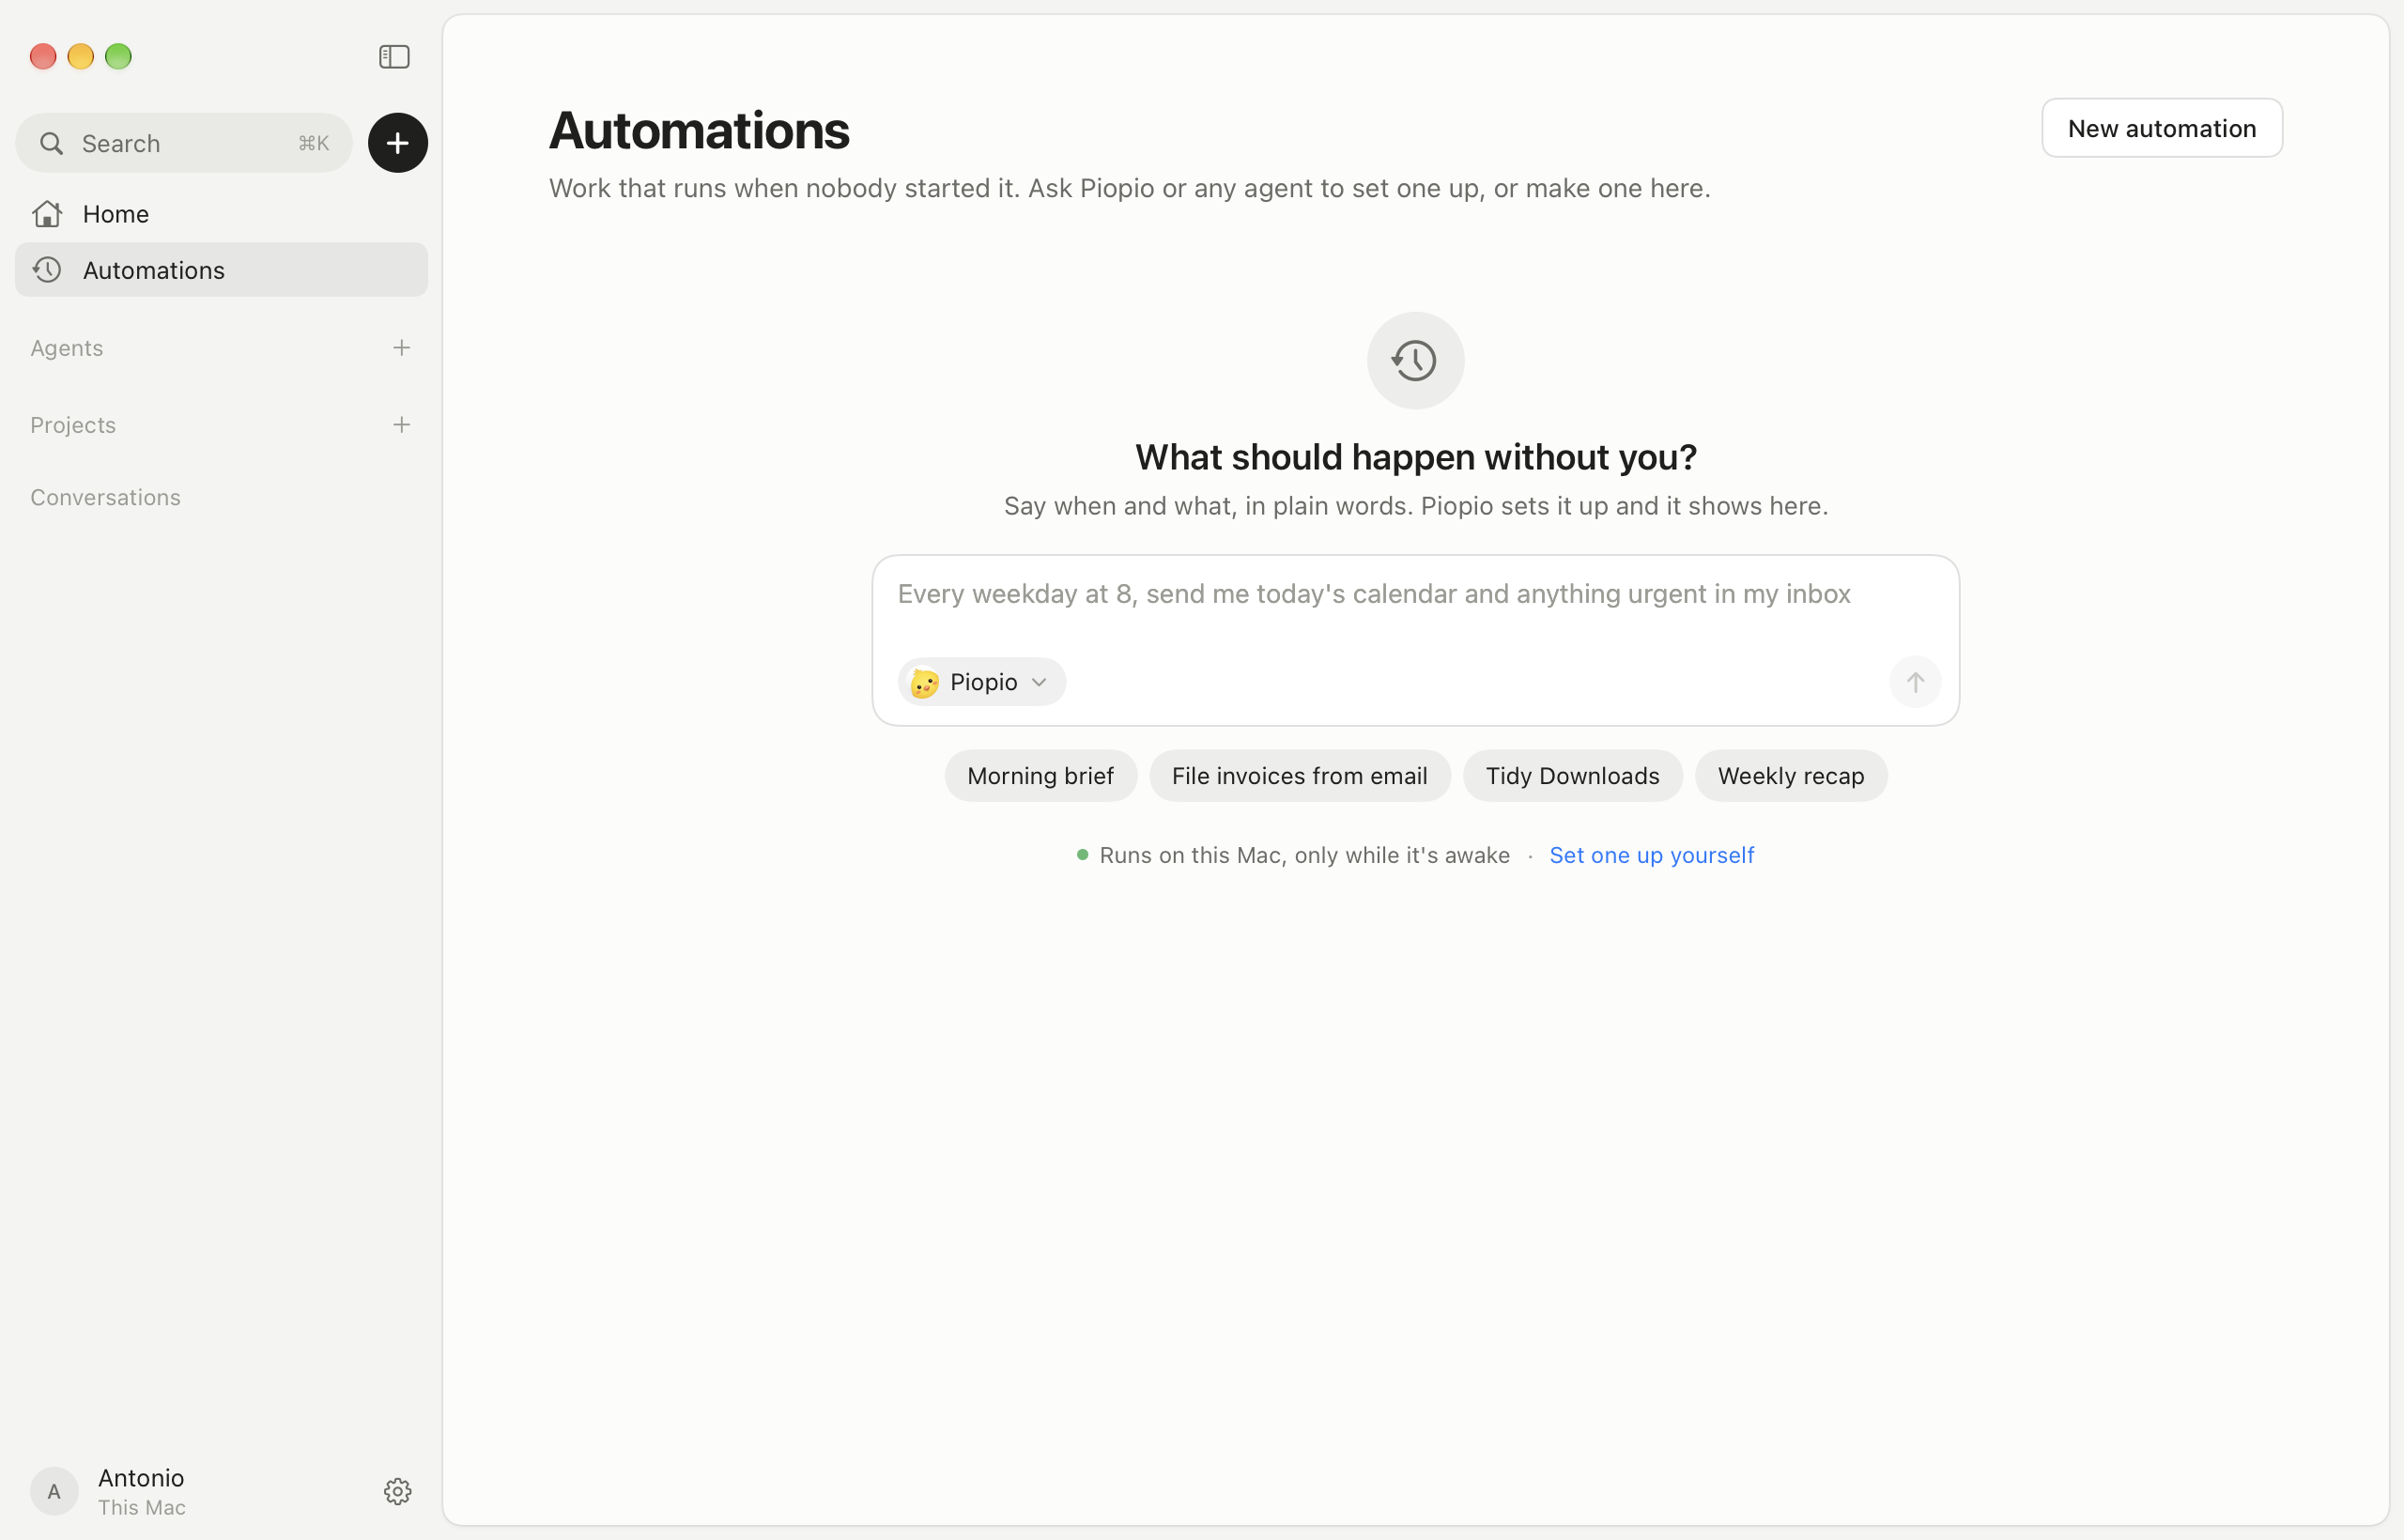 Search ⌘K
Home
Automations
Agents
Projects
Conversations
Antonio
A
This Mac
Automations
New automation
Work that runs when nobody started it. Ask Piopio or any agent to set one up, or make one here.
What should happen without you?
Say when and what, in plain words. Piopio sets it up and it shows here.
Every weekday at 8, send me today's calendar and anything urgent in my inbox
Piopio
Morning brief
File invoices from email
Tidy Downloads
Weekly recap
Runs on this Mac, only while it's awake · Set one up yourself